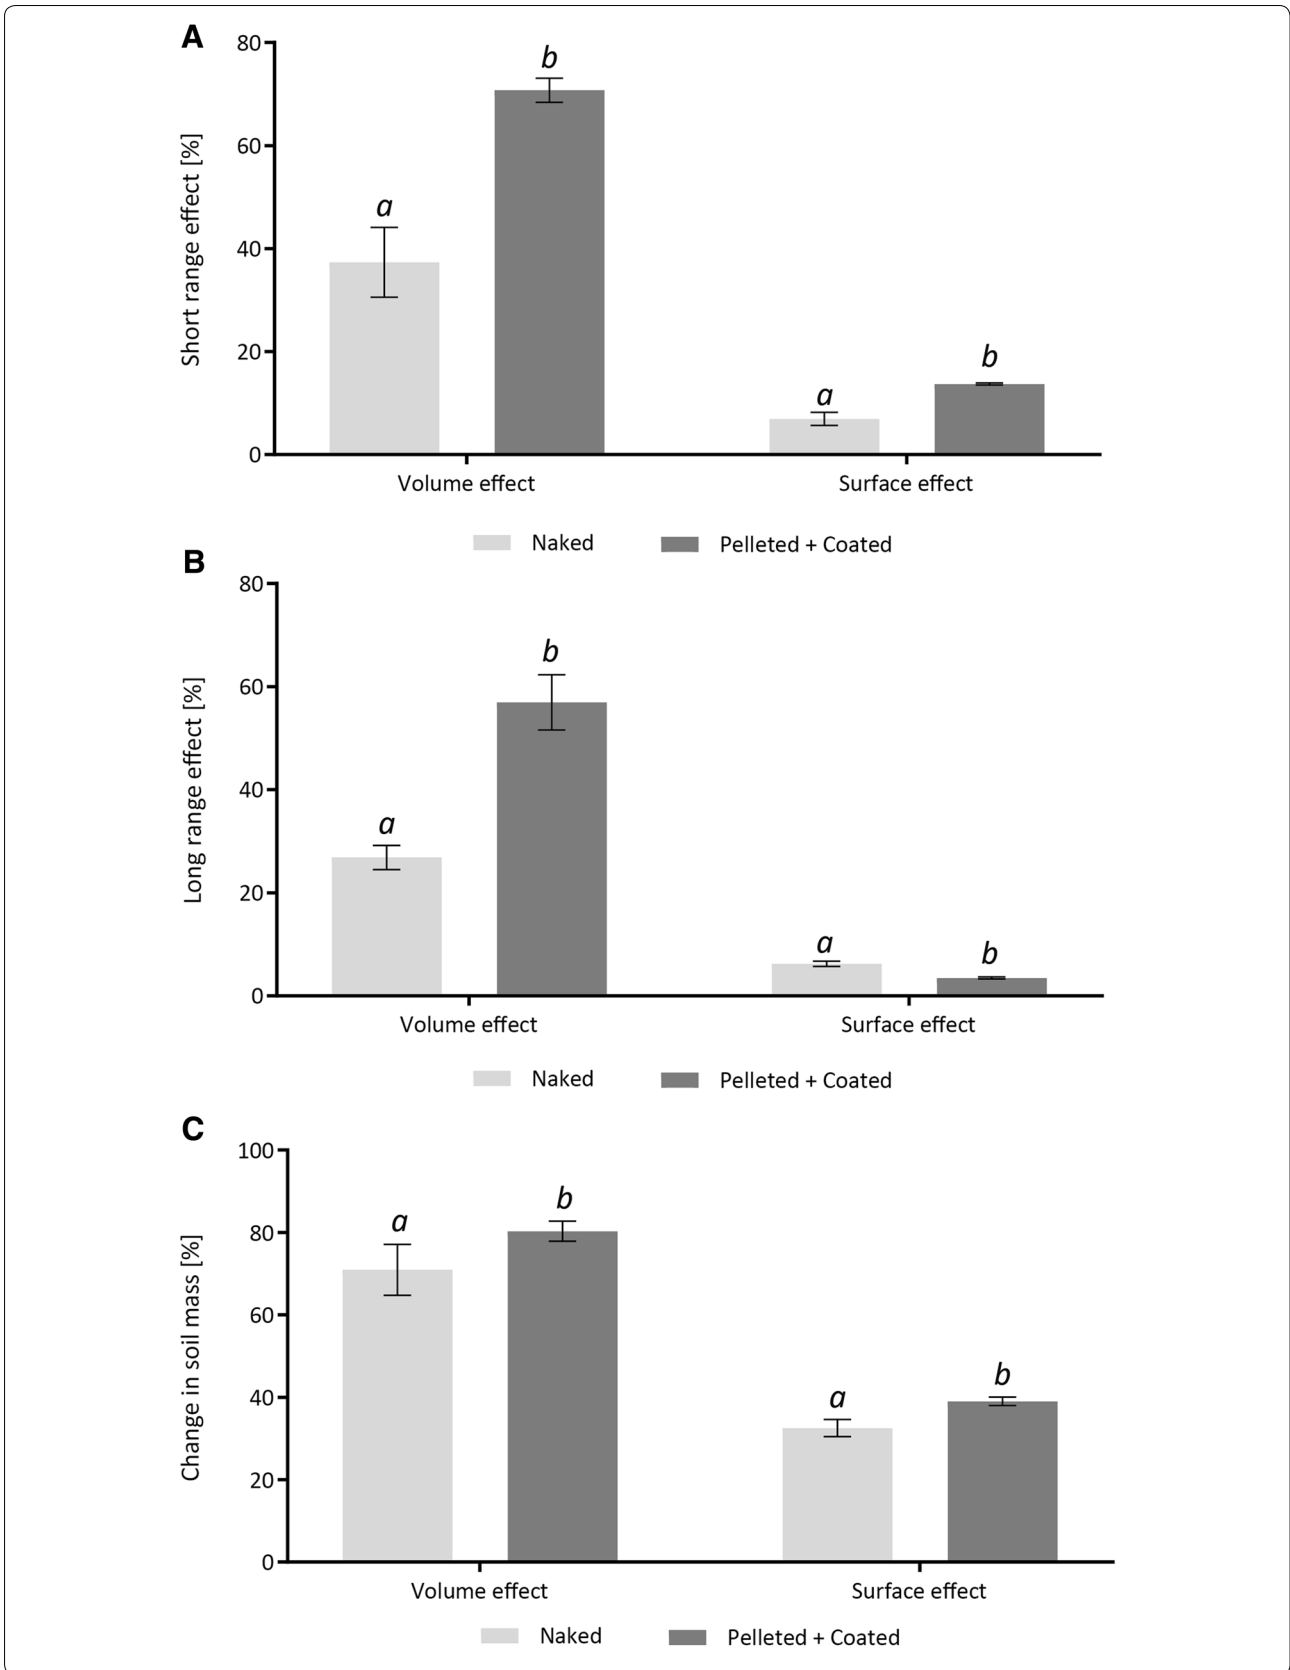 A
80
60
40
20
0
Short range effect [%]
a
b
a
b
Volume effect
Surface effect
Naked
Pelleted + Coated
B
80
60
40
20
0
Long range effect [%]
a
b
a
b
Volume effect
Surface effect
Naked
Pelleted + Coated
C
100
80
60
40
20
0
Change in soil mass [%]
a
b
a
b
Volume effect
Surface effect
Naked
Pelleted + Coated